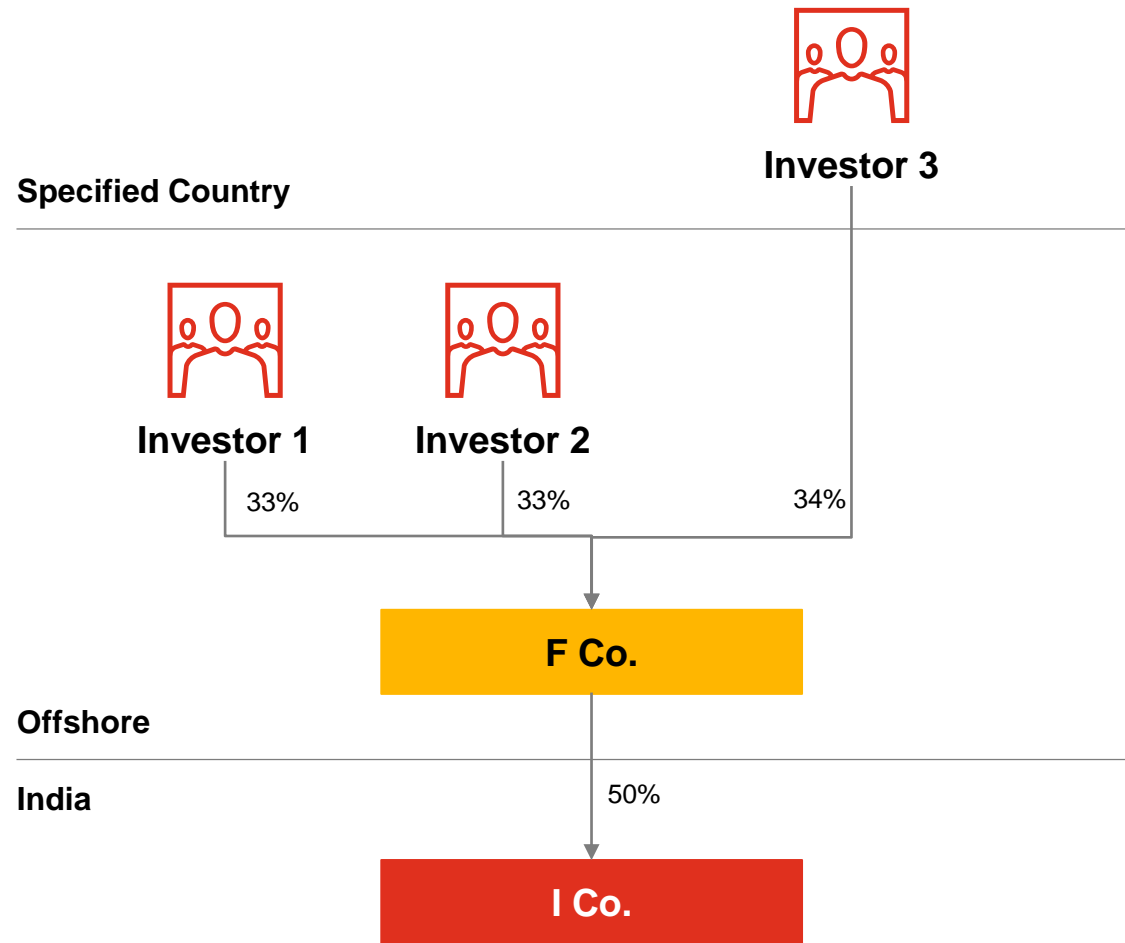 Investor 3
Specified Country
Investor 1
Investor 2
33%
33%
34%
F Co.
Offshore
India
50%
I Co.